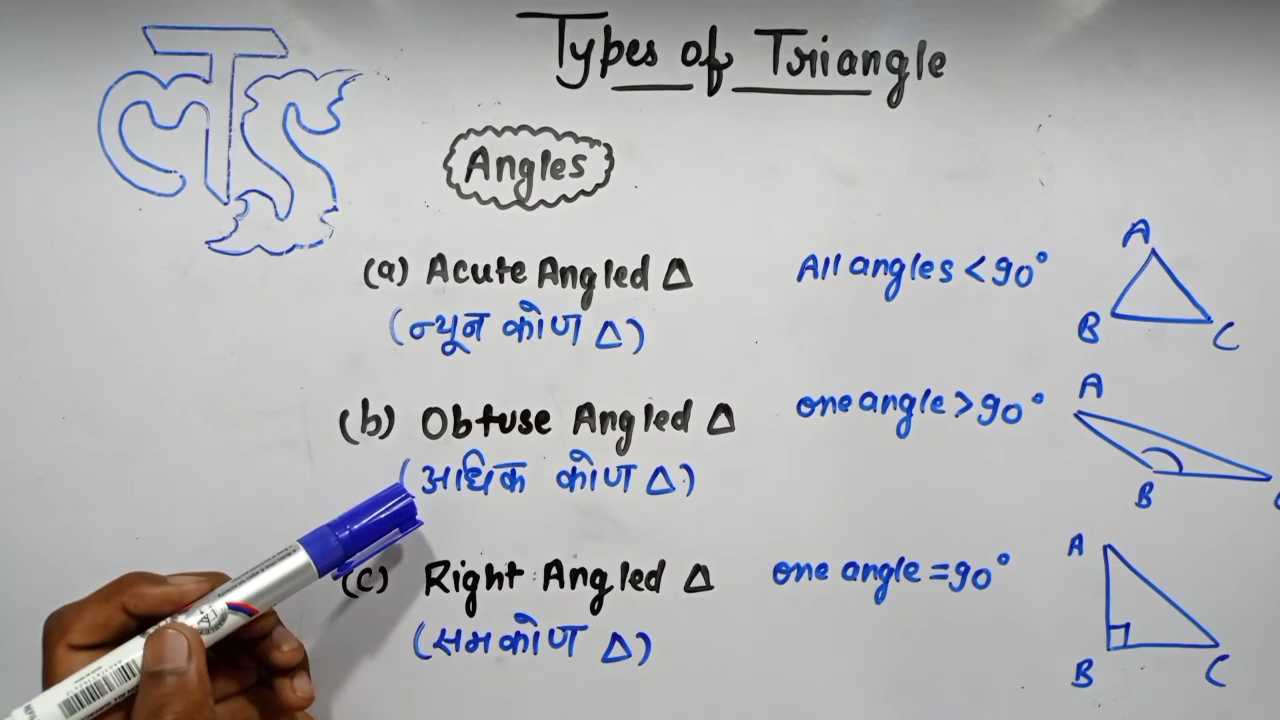 Types of Triangle
Angles
(a) Acute Angled Δ All angles < 90°
(न्यून कोण Δ)
A
B C
(b) Obtuse Angled Δ one angle > 90°
(अधिक कोण Δ)
A
B
(c) Right Angled Δ one angle = 90°
(समकोण Δ)
A
B C